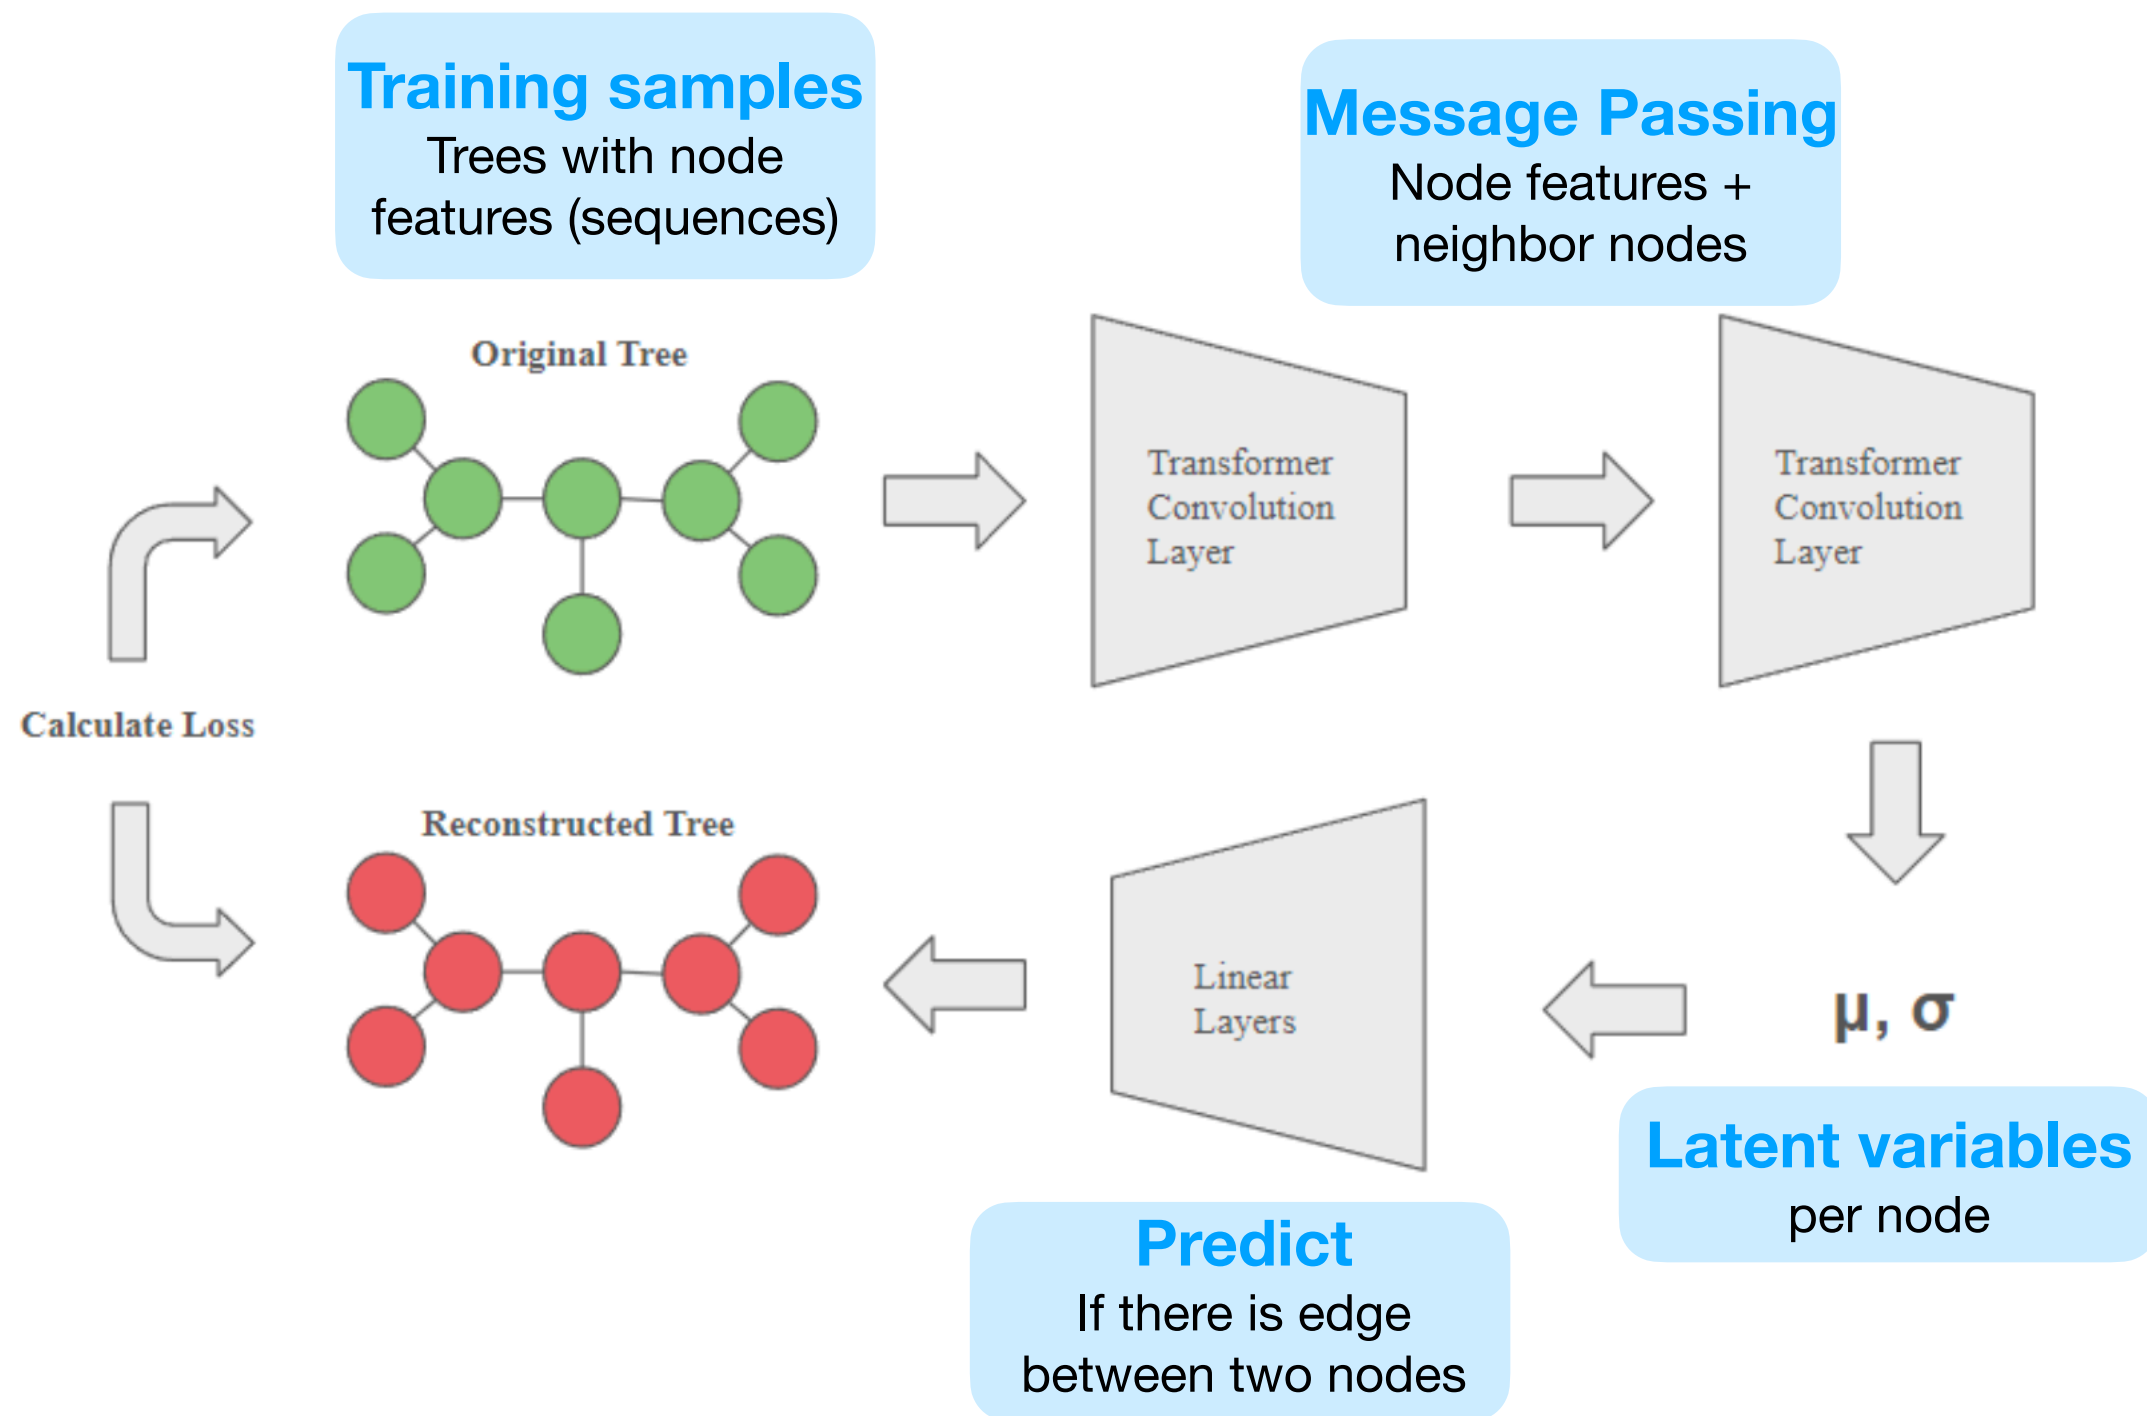 Training samples
Trees with node
features (sequences)
Message Passing
Node features +
neighbor nodes
Original Tree
Transformer
Convolution
Layer
Transformer
Convolution
Layer
Calculate Loss
Reconstructed Tree
Linear
Layers
μ, σ
Latent variables
per node
Predict
If there is edge
between two nodes